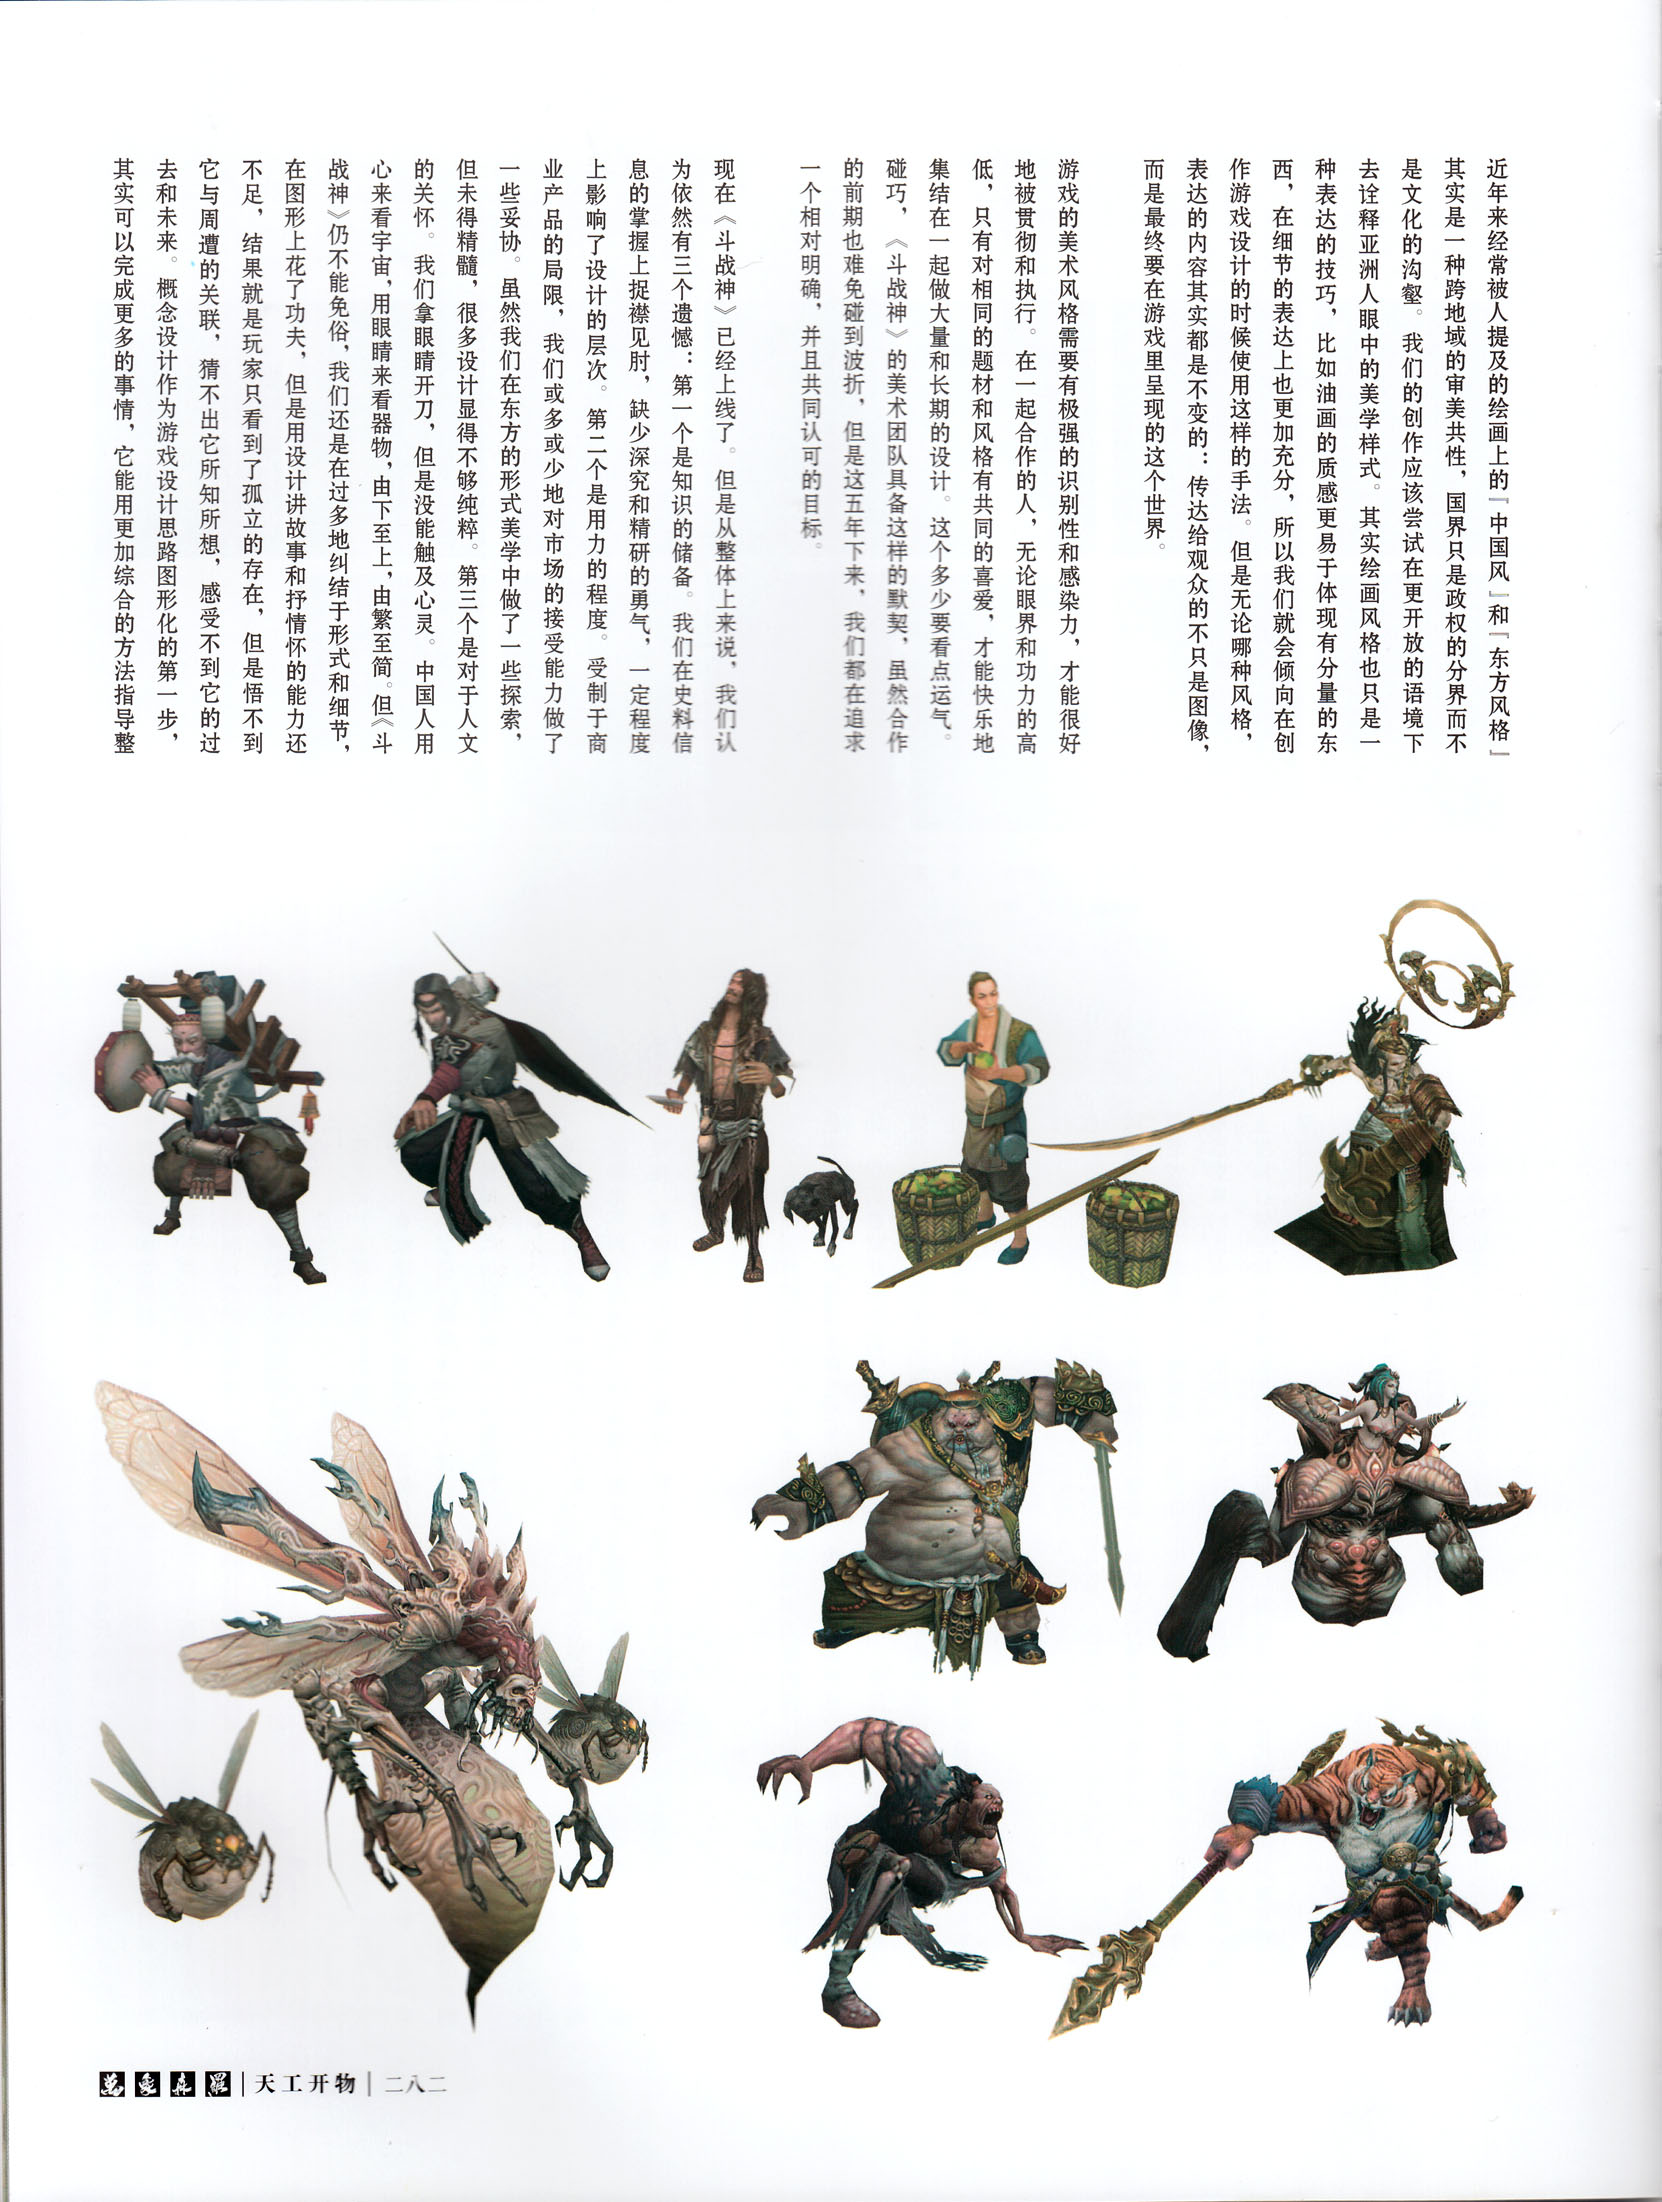 近年来经常被人提及的绘画上的『中国风』和『东方风格』
其实是一种跨地域的审美共性，国界只是政权的分界而不
是文化的沟壑。我们的创作应该尝试在更开放的语境下
去诠释亚洲人眼中的美学样式。其实绘画风格也只是一
种表达的技巧，比如油画的质感更易于体现有分量的东
西，在细节的表达上也更加充分，所以我们就会倾向在创
作游戏设计的时候使用这样的手法。但是无论哪种风格，
表达的内容其实都是不变的：传达给观众的不只是图像，
而是最终要在游戏里呈现的这个世界。
游戏的美术风格需要有极强的识别性和感染力，才能很好
地被贯彻和执行。在一起合作的人，无论眼界和功力的高
低，只有对相同的题材和风格有共同的喜爱，才能快乐地
集结在一起做大量和长期的设计。这个多少要看点运气。
碰巧，《斗战神》的美术团队具备这样的默契，虽然合作
的前期也难免碰到波折，但是这五年下来，我们都在追求
一个相对明确，并且共同认可的目标。
现在《斗战神》已经上线了。但是从整体上来说，我们认
为依然有三个遗憾：第一个是知识的储备。我们在史料信
息的掌握上捉襟见肘，缺少深究和精研的勇气，一定程度
上影响了设计的层次。第二个是用力的程度。受制于商
业产品的局限，我们或多或少地对市场的接受能力做了
一些妥协。虽然我们在东方的形式美学中做了一些探索，
但未得精髓，很多设计显得不够纯粹。第三个是对于人文
的关怀。我们拿眼睛开刀，但是没能触及心灵。中国人用
心来看宇宙，用眼睛来看器物，由下至上，由繁至简。但《斗
战神》仍不能免俗，我们还是在过多地纠结于形式和细节，
在图形上花了功夫，但是用设计讲故事和抒情怀的能力还
不足，结果就是玩家只看到了孤立的存在，但是悟不到
它与周遭的关联，猜不出它所知所想，感受不到它的过
去和未来。概念设计作为游戏设计思路图形化的第一步，
其实可以完成更多的事情，它能用更加综合的方法指导整
萬象森羅｜天工开物｜二八二